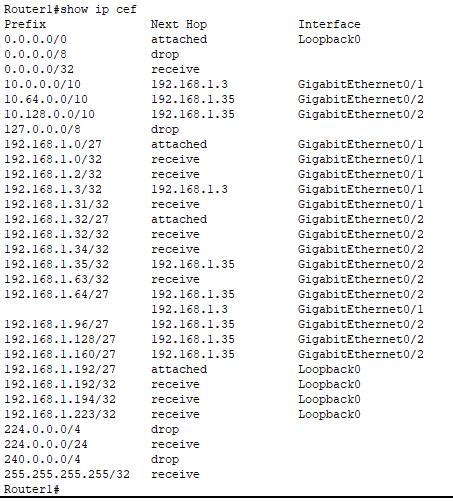 Router1#show ip cef
Prefix Next Hop Interface
0.0.0.0/0 attached Loopback0
0.0.0.0/8 drop
0.0.0.0/32 receive
10.0.0.0/10 192.168.1.3 GigabitEthernet0/1
10.64.0.0/10 192.168.1.35 GigabitEthernet0/2
10.128.0.0/10 192.168.1.35 GigabitEthernet0/2
127.0.0.0/8 drop
192.168.1.0/27 attached GigabitEthernet0/1
192.168.1.0/32 receive GigabitEthernet0/1
192.168.1.2/32 receive GigabitEthernet0/1
192.168.1.3/32 192.168.1.3 GigabitEthernet0/1
192.168.1.31/32 receive GigabitEthernet0/1
192.168.1.32/27 attached GigabitEthernet0/2
192.168.1.32/32 receive GigabitEthernet0/2
192.168.1.34/32 receive GigabitEthernet0/2
192.168.1.35/32 192.168.1.35 GigabitEthernet0/2
192.168.1.63/32 receive GigabitEthernet0/2
192.168.1.64/27 192.168.1.35 GigabitEthernet0/2
192.168.1.3 GigabitEthernet0/1
192.168.1.96/27 192.168.1.35 GigabitEthernet0/2
192.168.1.128/27 192.168.1.35 GigabitEthernet0/2
192.168.1.160/27 192.168.1.35 GigabitEthernet0/2
192.168.1.192/27 attached Loopback0
192.168.1.192/32 receive Loopback0
192.168.1.194/32 receive Loopback0
192.168.1.223/32 receive Loopback0
224.0.0.0/4 drop
224.0.0.0/24 receive
240.0.0.0/4 drop
255.255.255.255/32 receive
Router1#